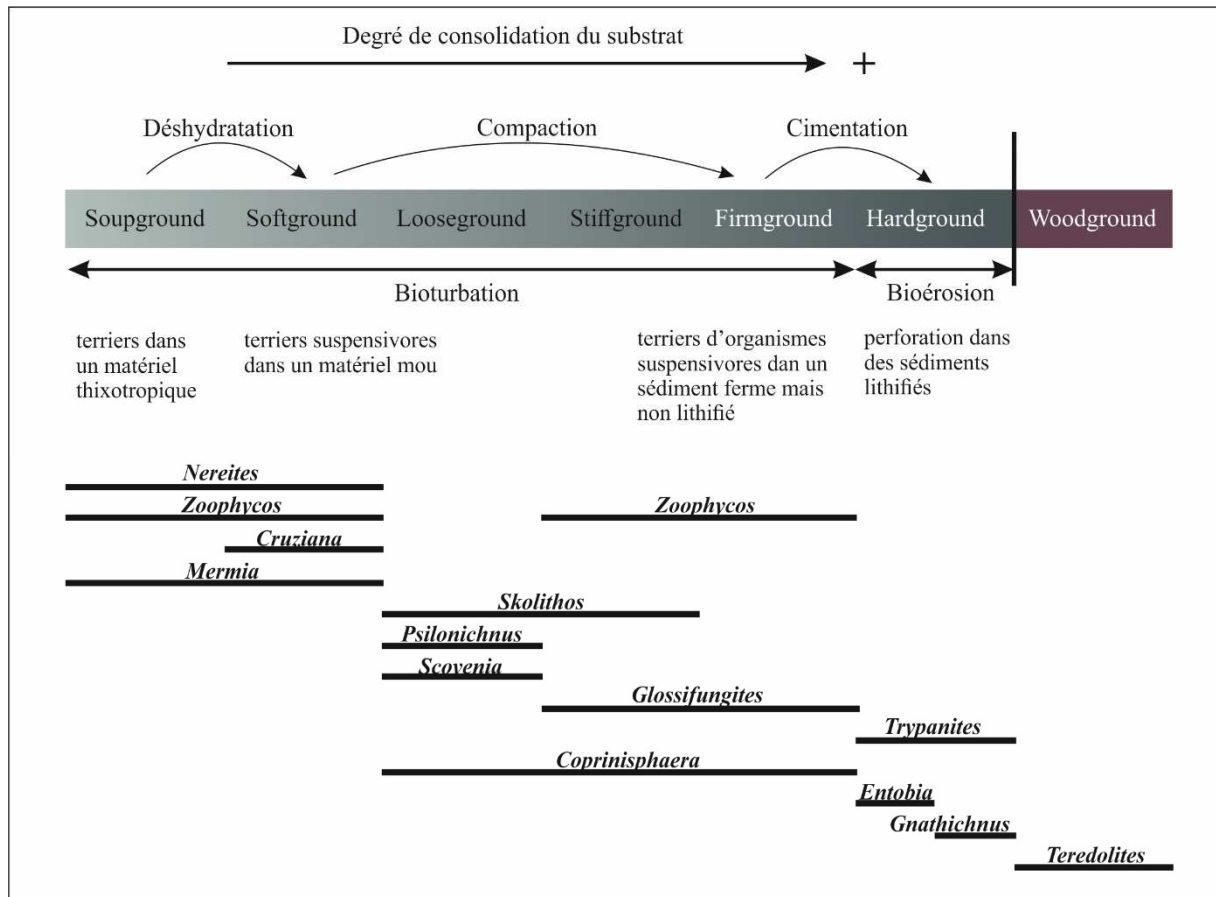 Degré de consolidation du substrat
+
Déshydratation
Compaction
Cimentation
Soupground
Softground
Looseground
Stiffground
Firmground
Hardground
Woodground
Bioturbation
Bioérosion
terriers dans
un matériel
thixotropique
terriers suspensivores
dans un matériel mou
terriers d'organismes
suspensivores dan un
sédiment ferme mais
non lithifié
perforation dans
des sédiments
lithifiés
Nereites
Zoophycos
Zoophycos
Cruziana
Mermia
Skolithos
Psilonichnus
Scoyenia
Glossifungites
Trypanites
Coprinisphaera
Entobia
Gnathichnus
Teredolites